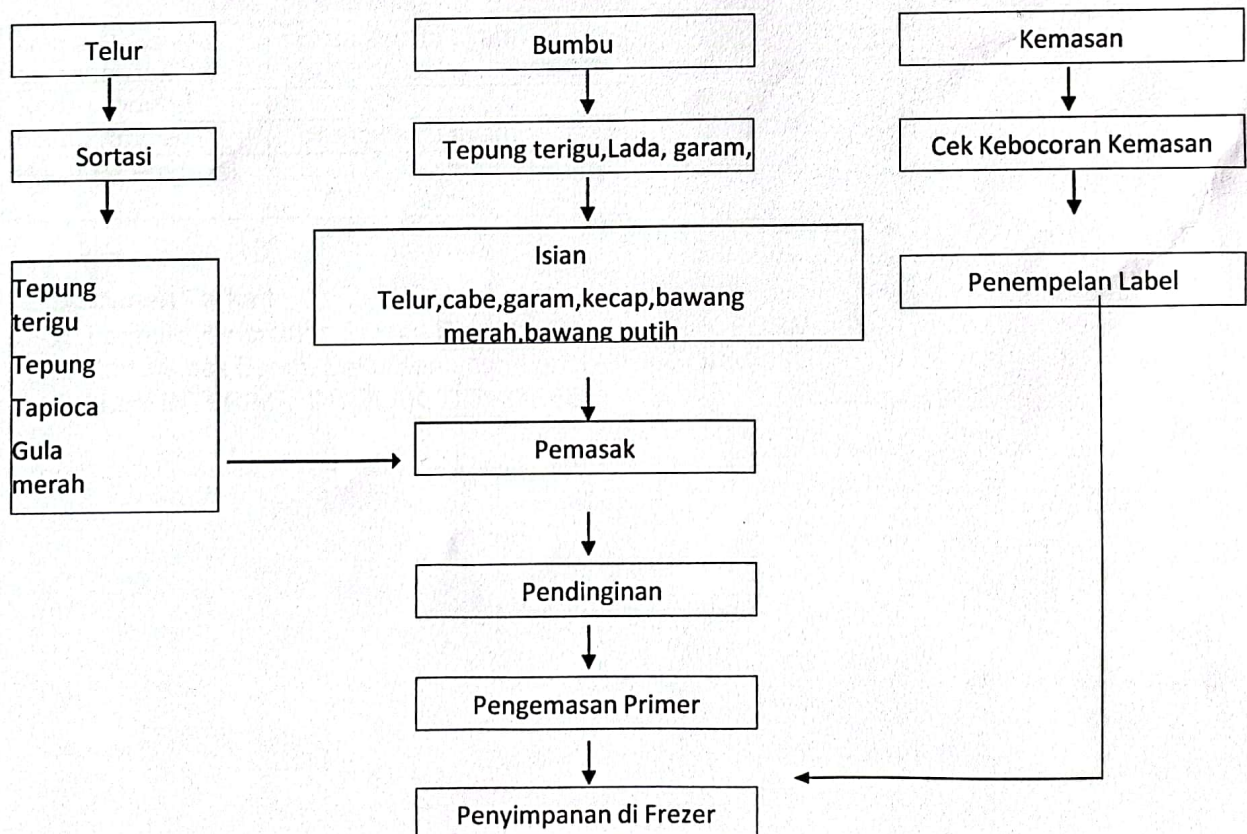 Telur
Sortasi
Tepung
terigu
Tepung
Tapioca
Gula
merah
Bumbu
Tepung terigu,Lada, garam,
Isian
Telur,cabe,garam,kecap,bawang
merah,bawang putih
Pemasak
Pendinginan
Pengemasan Primer
Penyimpanan di Frezer
Kemasan
Cek Kebocoran Kemasan
Penempelan Label